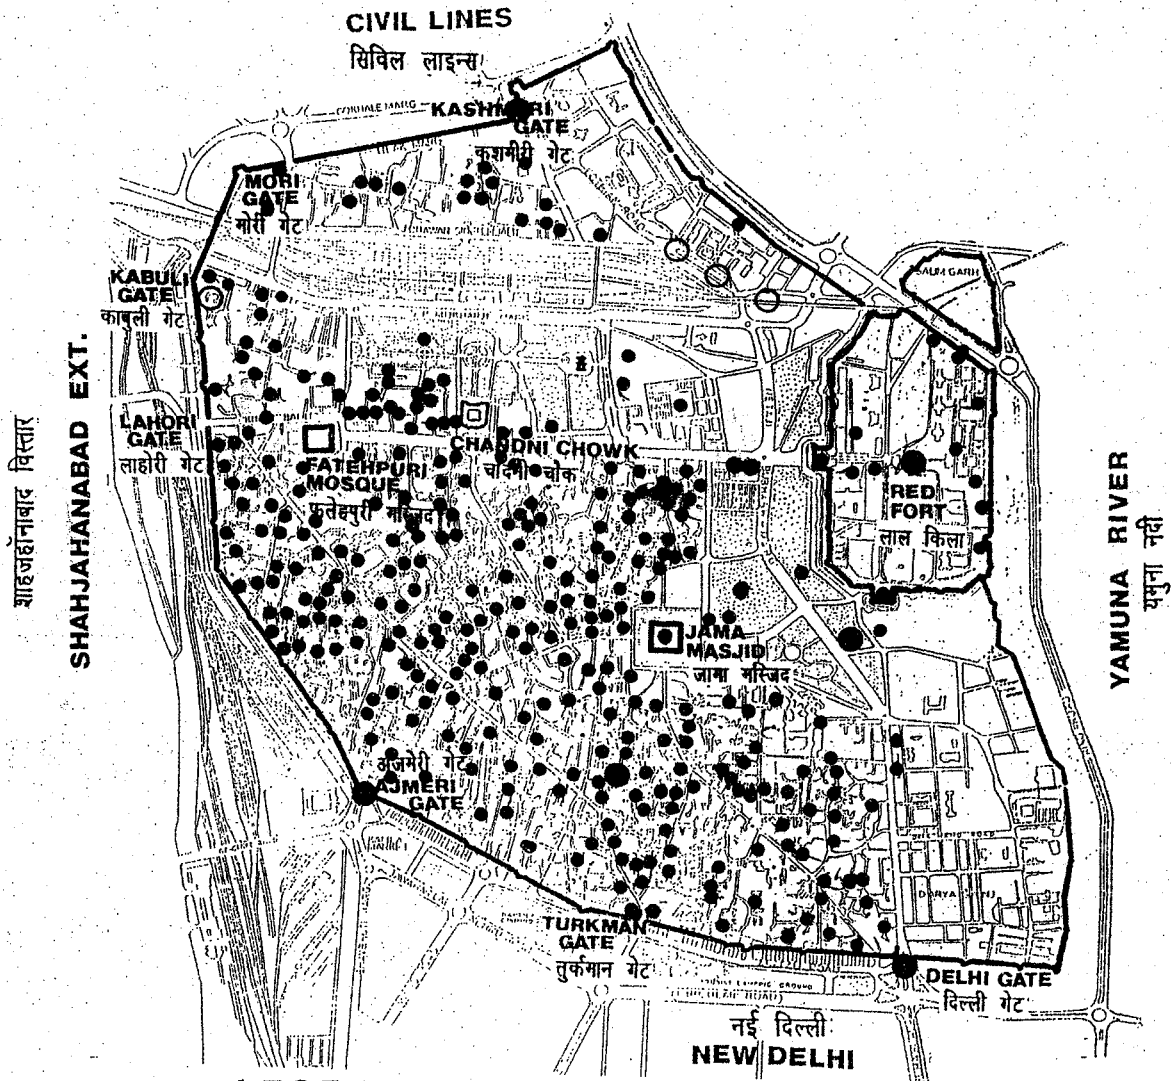 CIVIL LINES
सिविल लाइन्स
KASHMERI
GATE
कशमीरी गेट
MORI
GATE
मोरी गेट
KABULI
GATE
काबुली गेट
SALIM GARH
SHAHJAHANABAD EXT.
शाहजहॉनाबाद विस्तार
LAHORI
GATE
लाहोरी गेट
CHANDNI CHOWK
चांदनी चोक
FATEHPURI
MOSQUE
फतेहपुरी मस्जिद
RED
FORT
लाल किला
YAMUNA RIVER
यमुना नदी
JAMA
MASJID
जामा मस्जिद
अजमेरी गेट
AJMERI
GATE
DARYA GANJ
TURKMAN
GATE
तुर्कमान गेट
DELHI GATE
दिल्ली गेट
नई दिल्ली
NEW DELHI